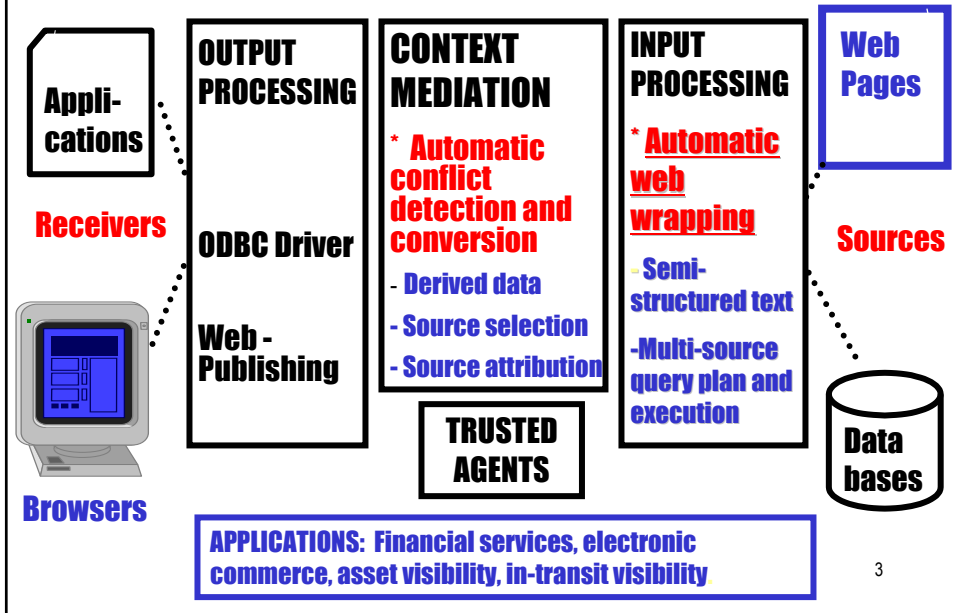 Appli-
cations
Receivers
Browsers
OUTPUT
PROCESSING
ODBC Driver
Web -
Publishing
CONTEXT
MEDIATION
* Automatic
conflict
detection and
conversion
- Derived data
- Source selection
- Source attribution
TRUSTED
AGENTS
INPUT
PROCESSING
* Automatic
web
wrapping
- Semi-
structured text
-Multi-source
query plan and
execution
Web
Pages
Sources
Data
bases
APPLICATIONS: Financial services, electronic
commerce, asset visibility, in-transit visibility.
3